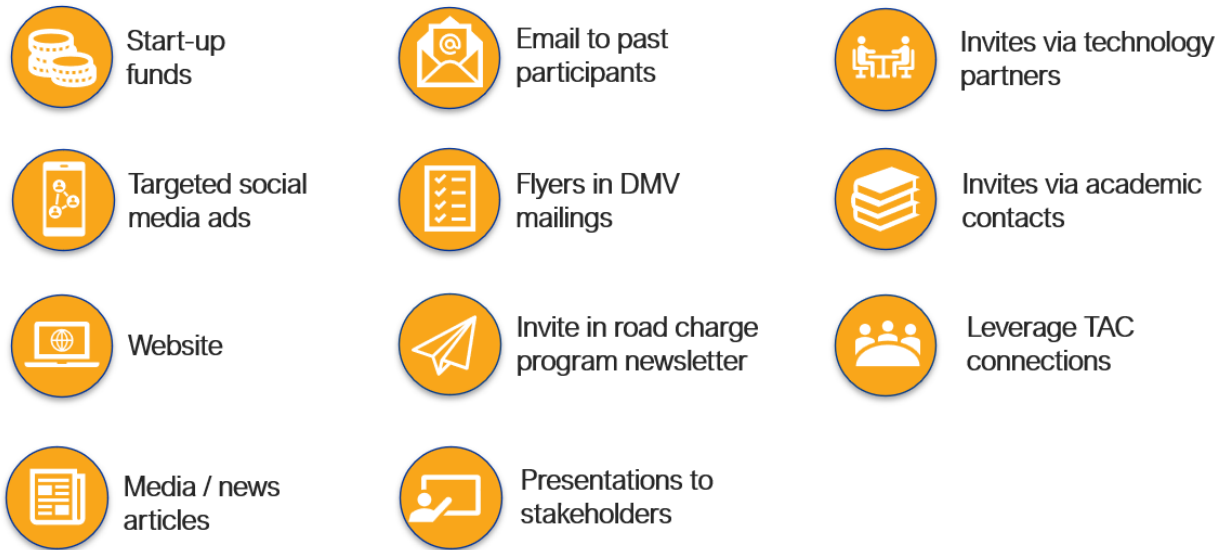 Start-up
funds
Email to past
participants
Invites via technology
partners
Targeted social
media ads
Flyers in DMV
mailings
Invites via academic
contacts
Website
Invite in road charge
program newsletter
Leverage TAC
connections
Media / news
articles
Presentations to
stakeholders